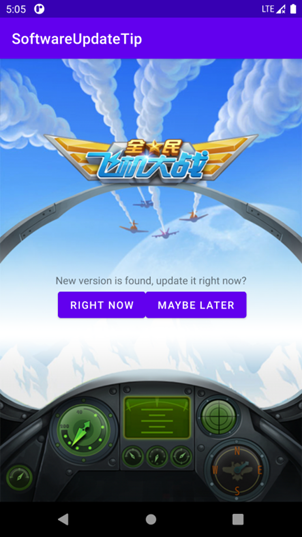 5:05
LTE
SoftwareUpdateTip
全★民
飞机大战
New version is found, update it right now?
RIGHT NOW
MAYBE LATER
N
W
E
S